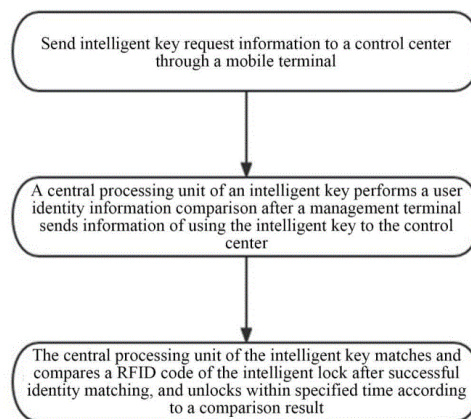 Send intelligent key request information to a control center
through a mobile terminal
A central processing unit of an intelligent key performs a user
identity information comparison after a management terminal
sends information of using the intelligent key to the control
center
The central processing unit of the intelligent key matches and
compares a RFID code of the intelligent lock after successful
identity matching, and unlocks within specified time according
to a comparison result